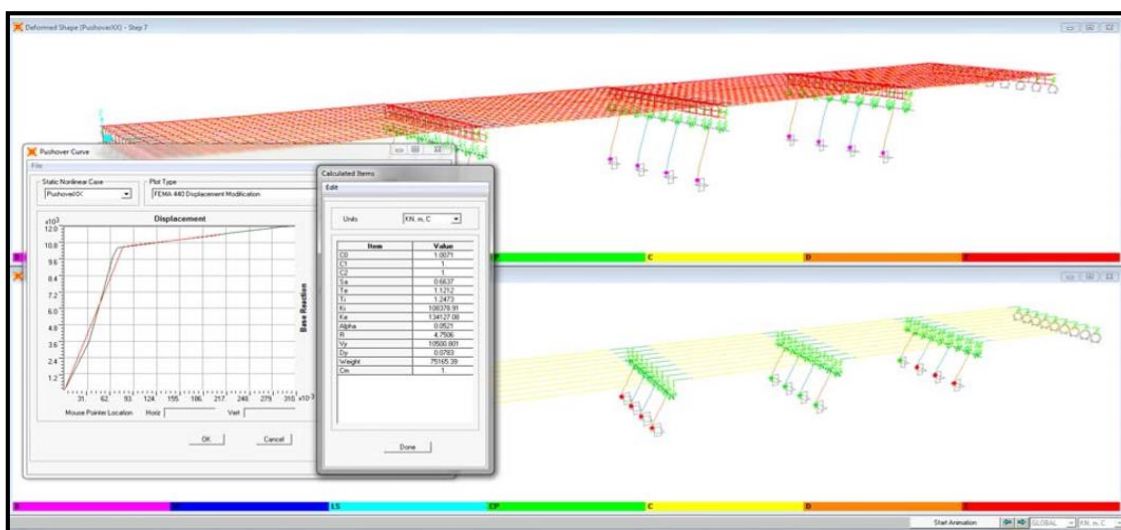 Deformed Shape (PushoverXX) - Step 7
Pushover Curve
File
Static Nonlinear Case
Plot Type
PushoverXX
FEMA 440 Displacement Modification
Displacement
x10³
12.0
10.8
9.6
8.4
7.2
6.0
4.8
3.6
2.4
1.2
31. 62. 93. 124. 155. 186. 217. 248. 279. 310. x10⁻³
Base Reaction
Mouse Pointer Location Horiz Vert
OK Cancel
Calculated Items
Edit
Units KN, m, C
Item Value
C0 1.0071
C1 1
C2 1
Sa 0.6637
Te 1.1212
Ti 1.2473
Ki 108378.91
Ke 134127.08
Alpha 0.0521
R 4.7506
Vy 10500.801
Dy 0.0783
Weight 75165.39
Cm 1
Done
C D E
B LS CP C D E
Start Animation GLOBAL KN, m, C